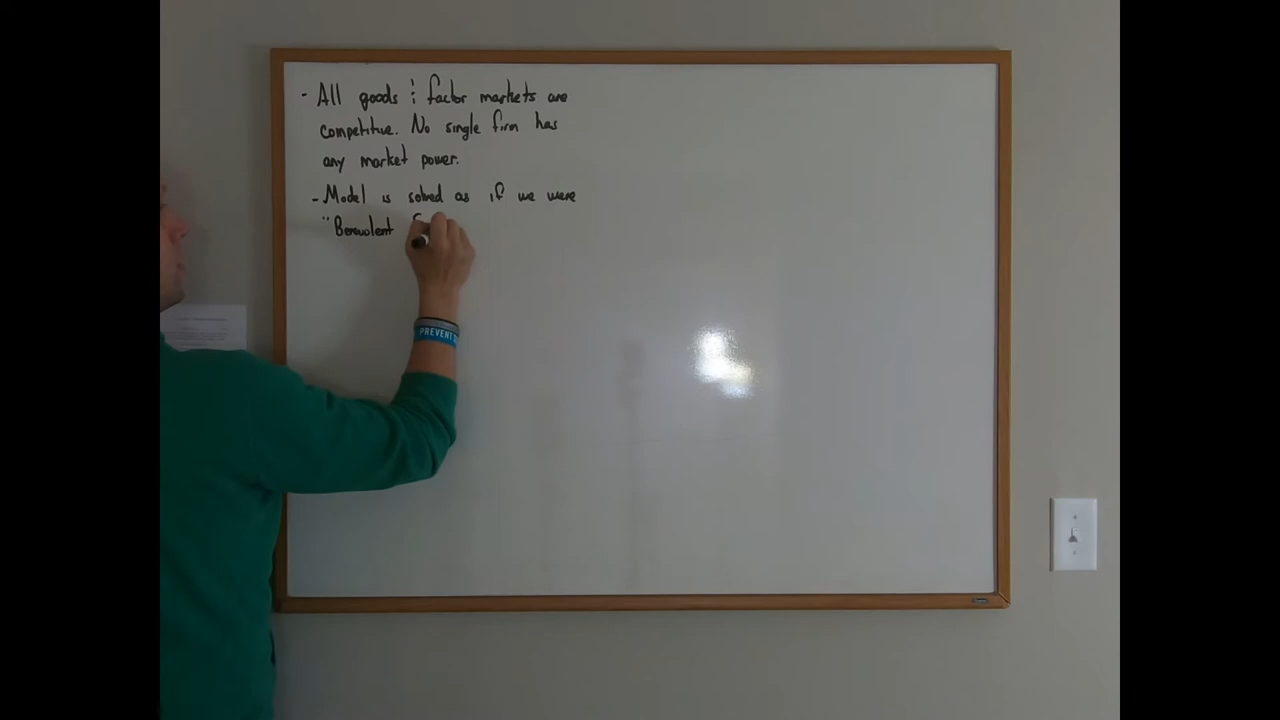 - All goods & factor markets are
competitive. No single firm has
any market power.
- Model is solved as if we were
"Benevolent
PREVENT